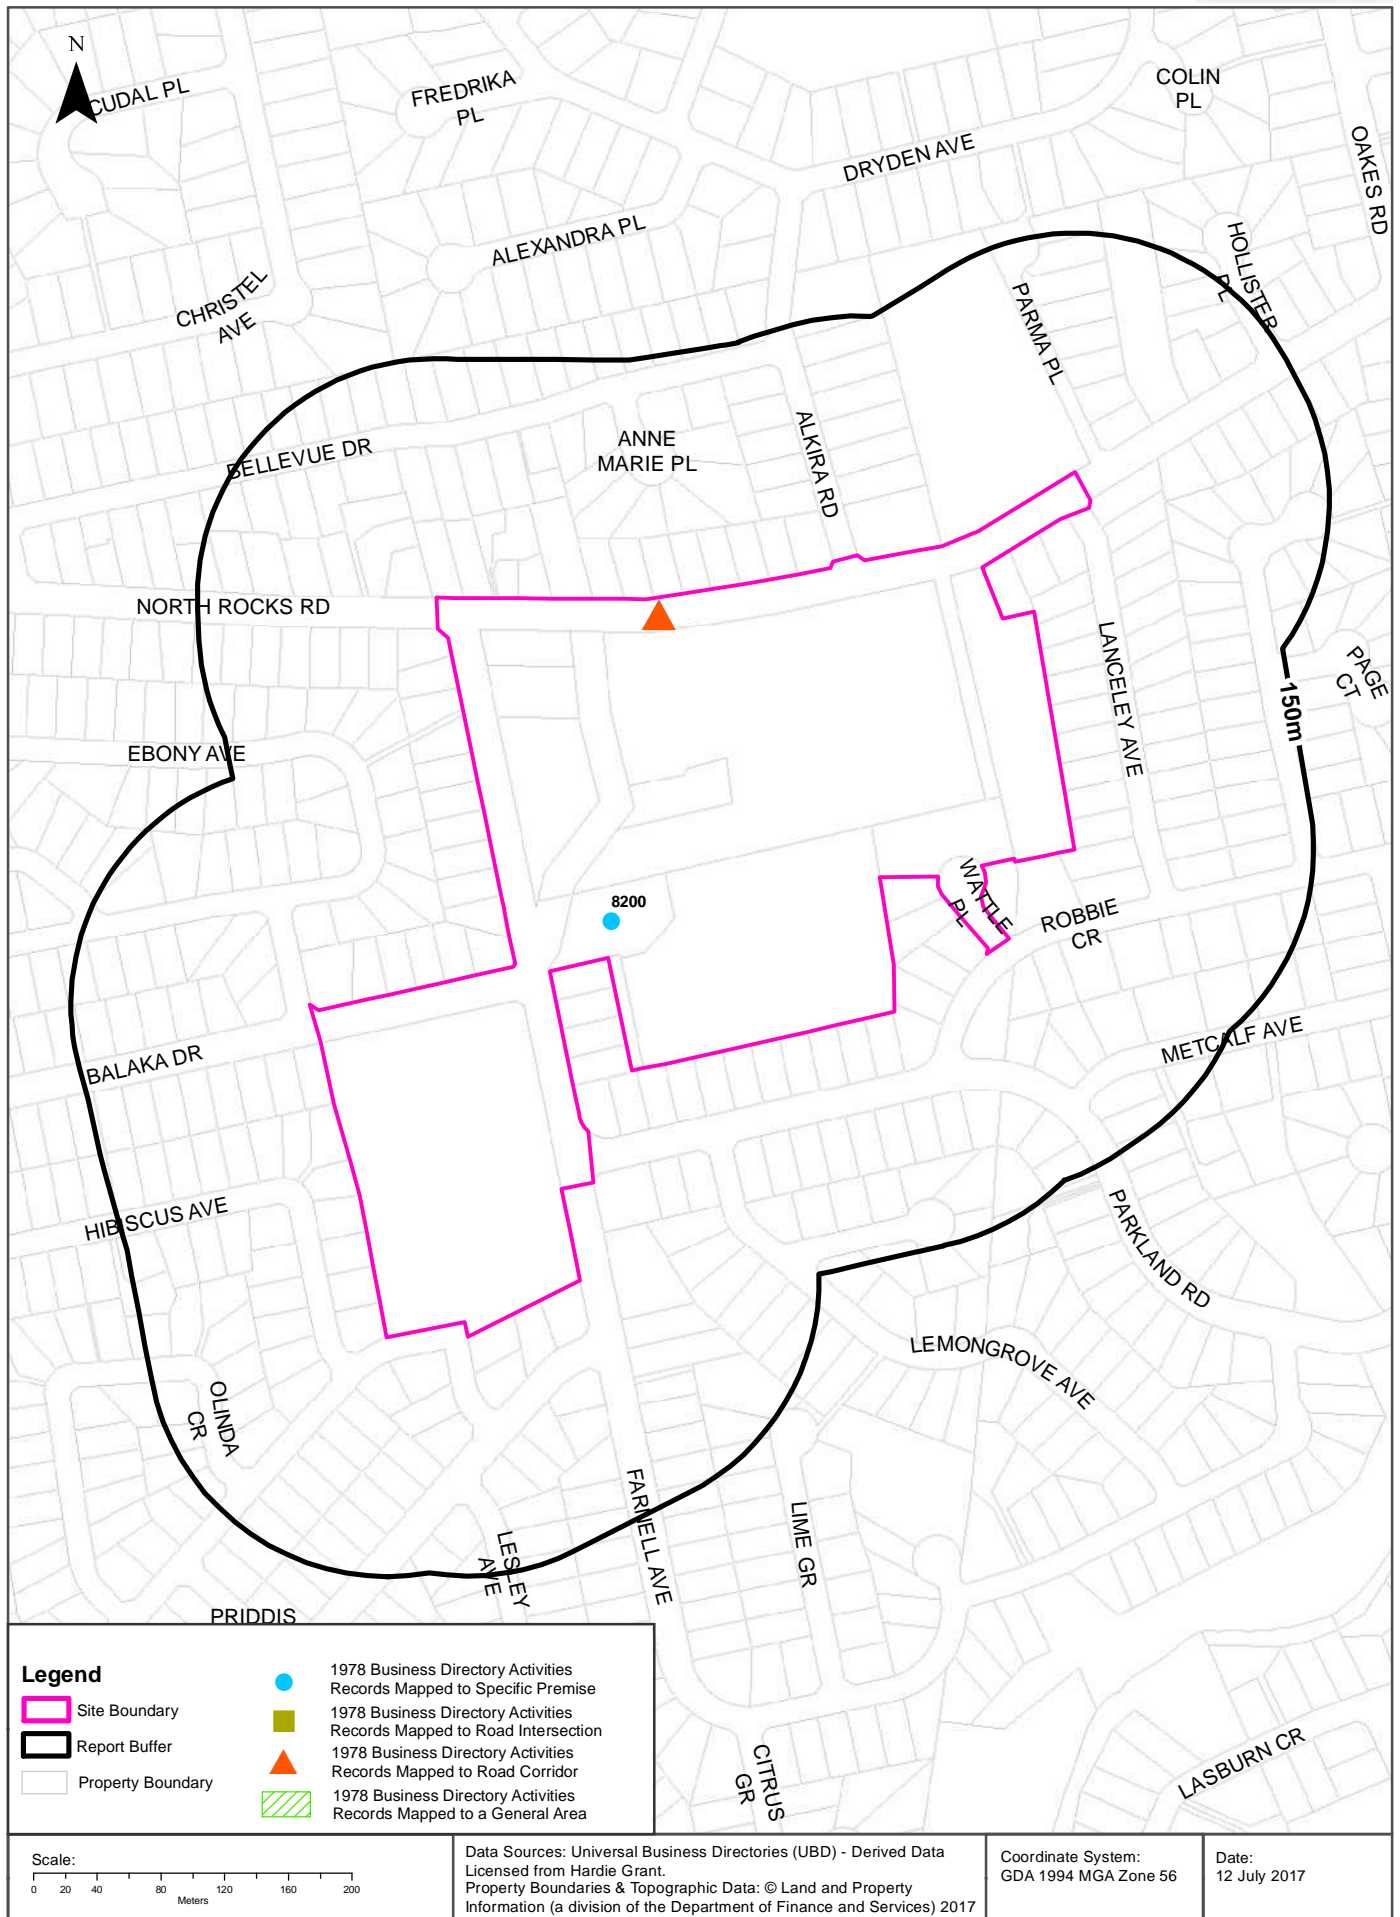 N
CUDAL PL
FREDRIKA
PL
COLIN
PL
DRYDEN AVE
OAKES RD
ALEXANDRA PL
HOLLISTER
PL
CHRISTEL
AVE
PARMA PL
ANNE
MARIE PL
BELLEVUE DR
ALKIRA RD
NORTH ROCKS RD
LANCELEY AVE
PAGE
CT
150m
EBONY AVE
8200
WATTLE
PL
ROBBIE
CR
BALAKA DR
METCALF AVE
HIBISCUS AVE
PARKLAND RD
LEMONGROVE AVE
OLINDA
CR
FARNELL AVE
LIME GR
LESLEY
AVE
PRIDDIS
CITRUS
GR
LASBURN CR
Legend
Site Boundary
Report Buffer
Property Boundary
1978 Business Directory Activities
Records Mapped to Specific Premise
1978 Business Directory Activities
Records Mapped to Road Intersection
1978 Business Directory Activities
Records Mapped to Road Corridor
1978 Business Directory Activities
Records Mapped to a General Area
Scale:
0 20 40 80 120 160 200
Meters
Data Sources: Universal Business Directories (UBD) - Derived Data
Licensed from Hardie Grant.
Property Boundaries & Topographic Data: © Land and Property
Information (a division of the Department of Finance and Services) 2017
Coordinate System:
GDA 1994 MGA Zone 56
Date:
12 July 2017